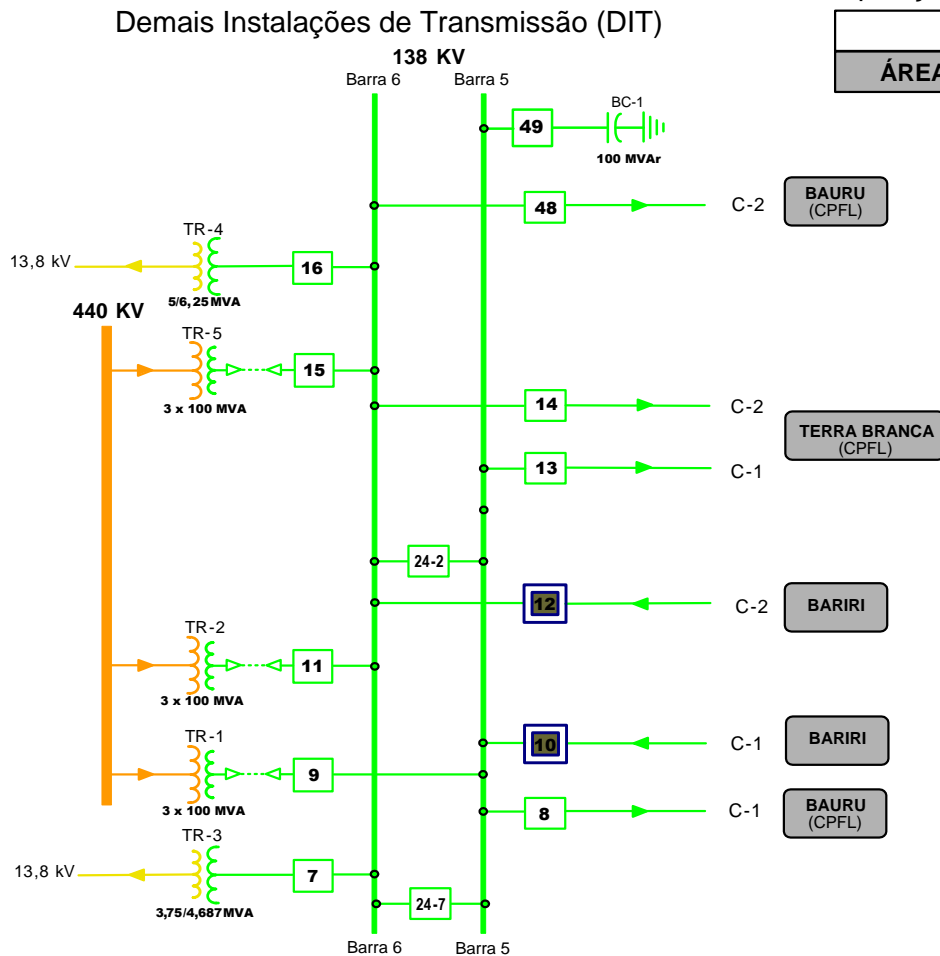 Demais Instalações de Transmissão (DIT)
138 KV
Barra 6
Barra 5
ÁREA
BC-1
49
100 MVAr
48
C-2
BAURU
(CPFL)
TR-4
13,8 kV
16
5/6,25MVA
440 KV
TR-5
15
3 x 100 MVA
14
C-2
TERRA BRANCA
(CPFL)
13
C-1
24-2
12
C-2
BARIRI
TR-2
11
3 x 100 MVA
TR-1
10
C-1
BARIRI
9
3 x 100 MVA
8
C-1
BAURU
(CPFL)
TR-3
13,8 kV
7
3,75/4,687MVA
24-7
Barra 6
Barra 5